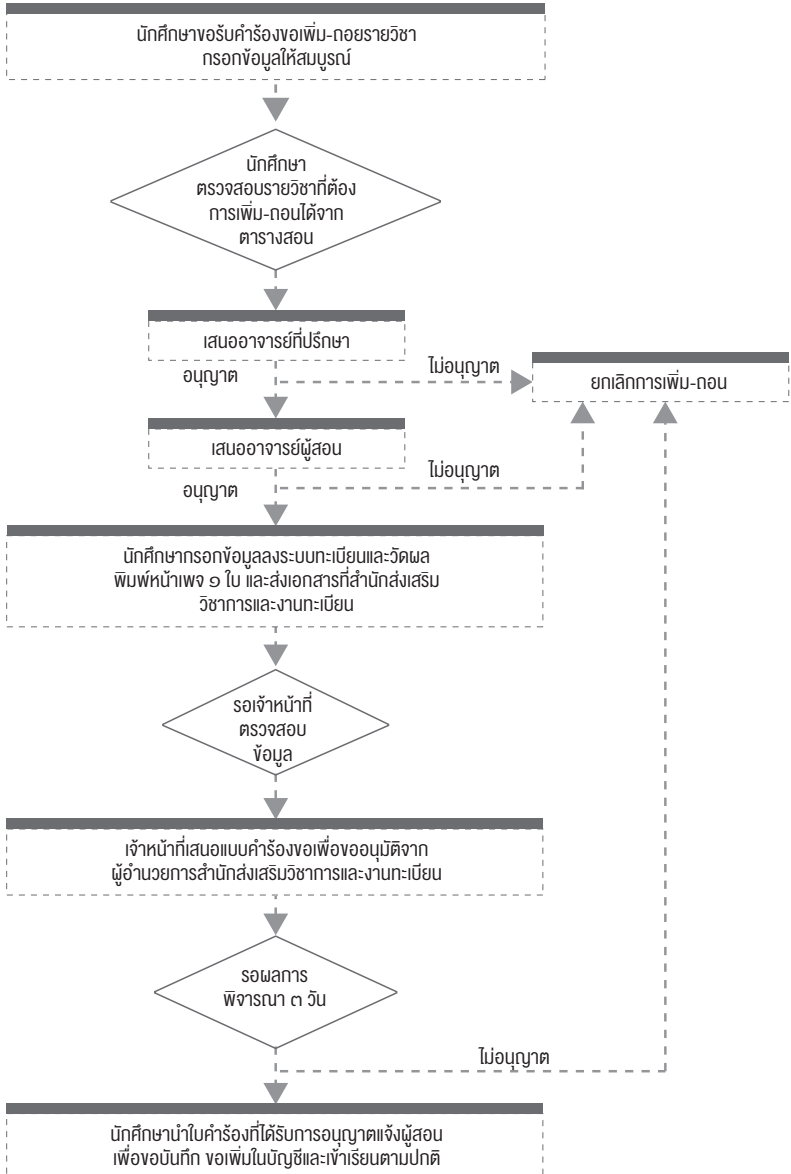 นักศึกษาขอรับคำร้องขอเพิ่ม-ถอยรายวิชา
กรอกข้อมูลให้สมบูรณ์
นักศึกษา
ตรวจสอบรายวิชาที่ต้อง
การเพิ่ม-ถอนได้จาก
ตารางสอน
เสนออาจารย์ที่ปรึกษา
อนุญาต
ไม่อนุญาต
ยกเลิกการเพิ่ม-ถอน
เสนออาจารย์ผู้สอน
อนุญาต
ไม่อนุญาต
นักศึกษากรอกข้อมูลลงระบบทะเบียนและวัดผล
พิมพ์หน้าเพจ ๑ ใบ และส่งเอกสารที่สำนักส่งเสริม
วิชาการและงานทะเบียน
รอเจ้าหน้าที่
ตรวจสอบ
ข้อมูล
เจ้าหน้าที่เสนอแบบคำร้องขอเพื่อขออนุมัติจาก
ผู้อำนวยการสำนักส่งเสริมวิชาการและงานทะเบียน
รอผลการ
พิจารณา ๓ วัน
ไม่อนุญาต
นักศึกษานำใบคำร้องที่ได้รับการอนุญาตแจ้งผู้สอน
เพื่อขอบันทึก ขอเพิ่มในบัญชีและเข้าเรียนตามปกติ